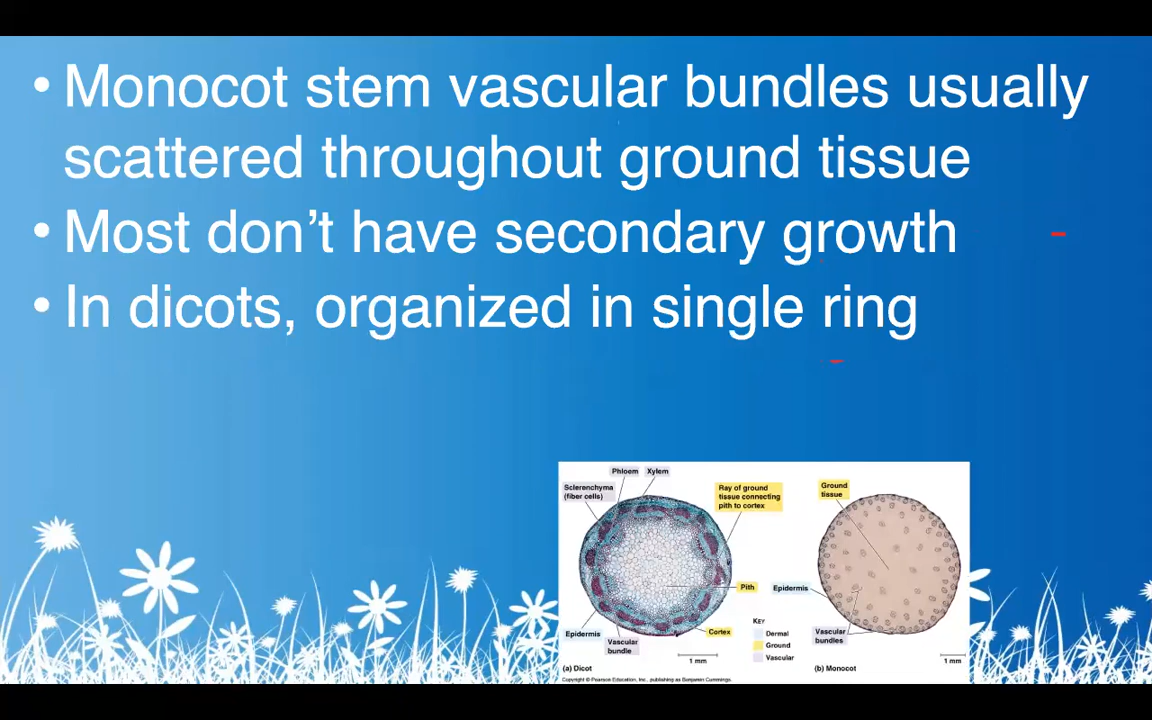 • Monocot stem vascular bundles usually
scattered throughout ground tissue
• Most don’t have secondary growth
• In dicots, organized in single ring
Phloem Xylem
Sclerenchyma
(fiber cells)
Ray of ground
tissue connecting
pith to cortex
Ground
tissue
Pith
Epidermis
KEY
Dermal
Ground
Vascular
Epidermis
Vascular
bundle
Cortex
Vascular
bundles
1 mm
1 mm
(a) Dicot
(b) Monocot
Copyright © Pearson Education, Inc., publishing as Benjamin Cummings.